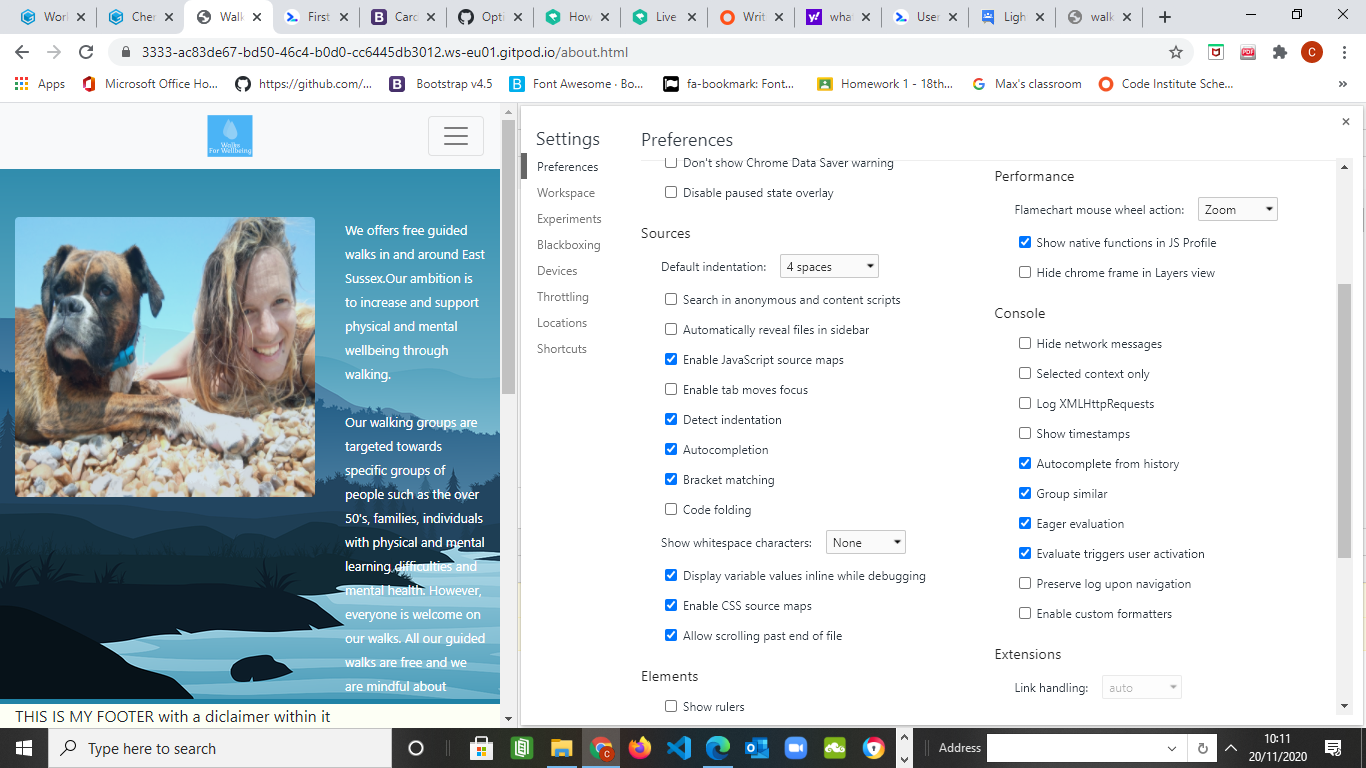 Worl
Cher
Walk
First
Card
Opti
How
Live
Writ
wha
User
Ligh
walk
3333-ac83de67-bd50-46c4-b0d0-cc6445db3012.ws-eu01.gitpod.io/about.html
C
Apps
Microsoft Office Ho...
https://github.com/...
Bootstrap v4.5
Font Awesome · Bo...
fa-bookmark: Font...
Homework 1 - 18th...
Max's classroom
Code Institute Sche...
Walks
For Wellbeing
We offers free guided
walks in and around East
Sussex.Our ambition is
to increase and support
physical and mental
wellbeing through
walking.
Our walking groups are
targeted towards
specific groups of
people such as the over
50's, families, individuals
with physical and mental
learning difficulties and
mental health. However,
everyone is welcome on
our walks. All our guided
walks are free and we
are mindful about
THIS IS MY FOOTER with a diclaimer within it
Settings
Preferences
Workspace
Experiments
Blackboxing
Devices
Throttling
Locations
Shortcuts
Preferences
Don't show Chrome Data Saver warning
Disable paused state overlay
Sources
Default indentation: 4 spaces
Search in anonymous and content scripts
Automatically reveal files in sidebar
Enable JavaScript source maps
Enable tab moves focus
Detect indentation
Autocompletion
Bracket matching
Code folding
Show whitespace characters: None
Display variable values inline while debugging
Enable CSS source maps
Allow scrolling past end of file
Elements
Show rulers
Performance
Flamechart mouse wheel action: Zoom
Show native functions in JS Profile
Hide chrome frame in Layers view
Console
Hide network messages
Selected context only
Log XMLHttpRequests
Show timestamps
Autocomplete from history
Group similar
Eager evaluation
Evaluate triggers user activation
Preserve log upon navigation
Enable custom formatters
Extensions
Link handling: auto
Type here to search
Address
10:11
20/11/2020